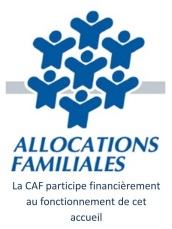 ALLOCATIONS
FAMILIALES
La CAF participe financièrement
au fonctionnement de cet
accueil